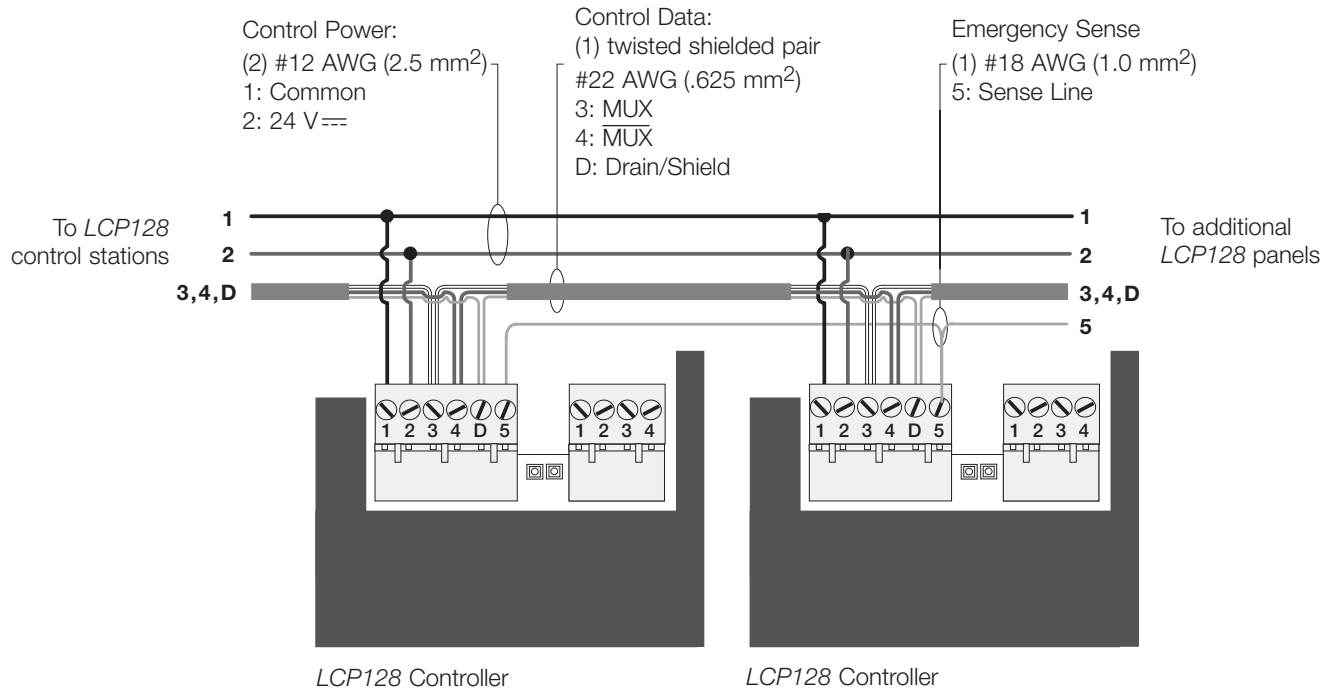 Control Power:
(2) #12 AWG (2.5 mm²)
1: Common
2: 24 V⎓
Control Data:
(1) twisted shielded pair
#22 AWG (.625 mm²)
3: MUX
4: M̅U̅X̅
D: Drain/Shield
Emergency Sense
(1) #18 AWG (1.0 mm²)
5: Sense Line
To LCP128
control stations
1
2
3,4,D
1
2
3,4,D
5
To additional
LCP128 panels
1 2 3 4 D 5
1 2 3 4
1 2 3 4 D 5
1 2 3 4
LCP128 Controller
LCP128 Controller